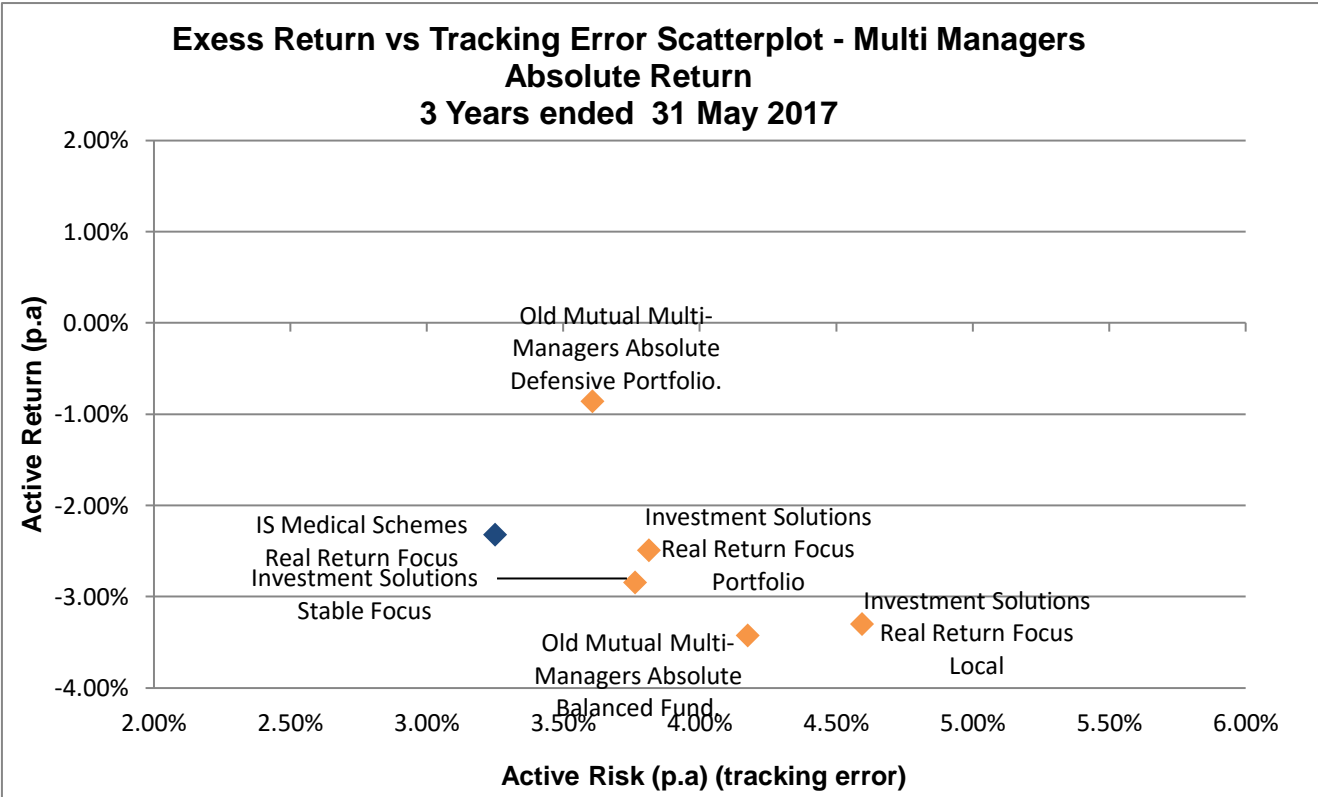 Exess Return vs Tracking Error Scatterplot - Multi Managers
Absolute Return
3 Years ended 31 May 2017
2.00%
1.00%
0.00%
-1.00%
-2.00%
-3.00%
-4.00%
Active Return (p.a)
Old Mutual Multi-
Managers Absolute
Defensive Portfolio.
IS Medical Schemes
Real Return Focus
Investment Solutions
Stable Focus
Investment Solutions
Real Return Focus
Portfolio
Investment Solutions
Real Return Focus
Local
Old Mutual Multi-
Managers Absolute
Balanced Fund.
2.00% 2.50% 3.00% 3.50% 4.00% 4.50% 5.00% 5.50% 6.00%
Active Risk (p.a) (tracking error)